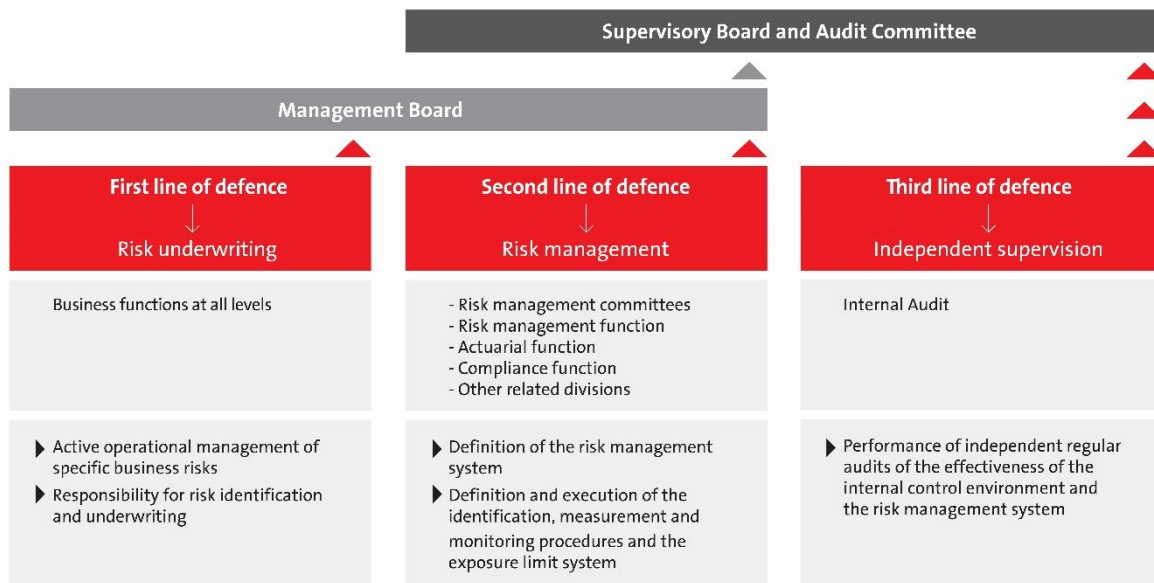 Supervisory Board and Audit Committee
Management Board
First line of defence
Risk underwriting
Second line of defence
Risk management
Third line of defence
Independent supervision
Business functions at all levels
- Risk management committees
- Risk management function
- Actuarial function
- Compliance function
- Other related divisions
Internal Audit
Active operational management of
specific business risks
Responsibility for risk identification
and underwriting
Definition of the risk management
system
Definition and execution of the
identification, measurement and
monitoring procedures and the
exposure limit system
Performance of independent regular
audits of the effectiveness of the
internal control environment and
the risk management system